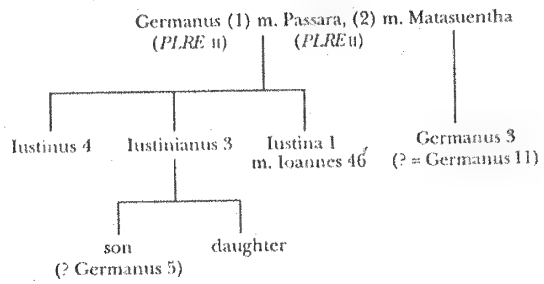 Germanus (1) m. Passara, (2) m. Matasuentha
(PLRE II) (PLRE II)
Iustinus 4 Iustinianus 3 Iustina 1 Germanus 3
m. Ioannes 46 (? = Germanus 11)
son daughter
(? Germanus 5)